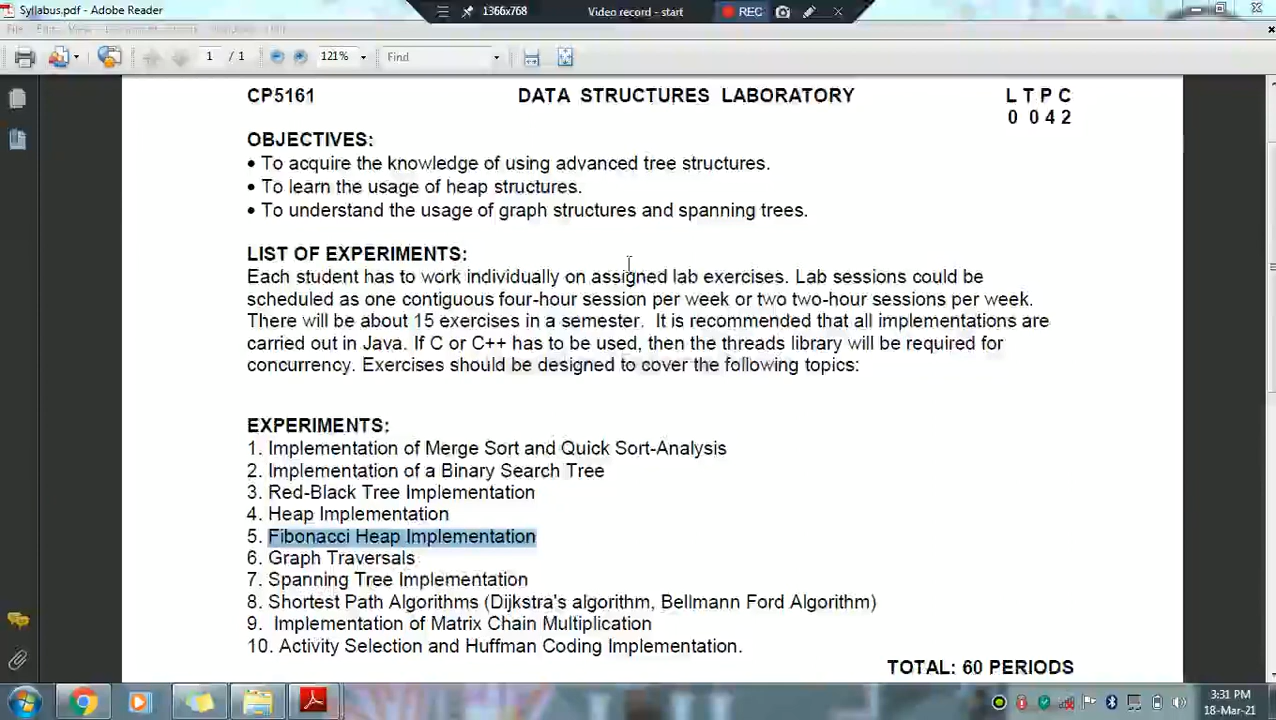 Syllabus.pdf - Adobe Reader
1366x768
Video record - start
REC
1 / 1
121%
Find
CP5161 DATA STRUCTURES LABORATORY L T P C
0 0 4 2
OBJECTIVES:
• To acquire the knowledge of using advanced tree structures.
• To learn the usage of heap structures.
• To understand the usage of graph structures and spanning trees.
LIST OF EXPERIMENTS:
Each student has to work individually on assigned lab exercises. Lab sessions could be
scheduled as one contiguous four-hour session per week or two two-hour sessions per week.
There will be about 15 exercises in a semester. It is recommended that all implementations are
carried out in Java. If C or C++ has to be used, then the threads library will be required for
concurrency. Exercises should be designed to cover the following topics:
EXPERIMENTS:
1. Implementation of Merge Sort and Quick Sort-Analysis
2. Implementation of a Binary Search Tree
3. Red-Black Tree Implementation
4. Heap Implementation
5. Fibonacci Heap Implementation
6. Graph Traversals
7. Spanning Tree Implementation
8. Shortest Path Algorithms (Dijkstra's algorithm, Bellmann Ford Algorithm)
9. Implementation of Matrix Chain Multiplication
10. Activity Selection and Huffman Coding Implementation.
TOTAL: 60 PERIODS
3:31 PM
18-Mar-21